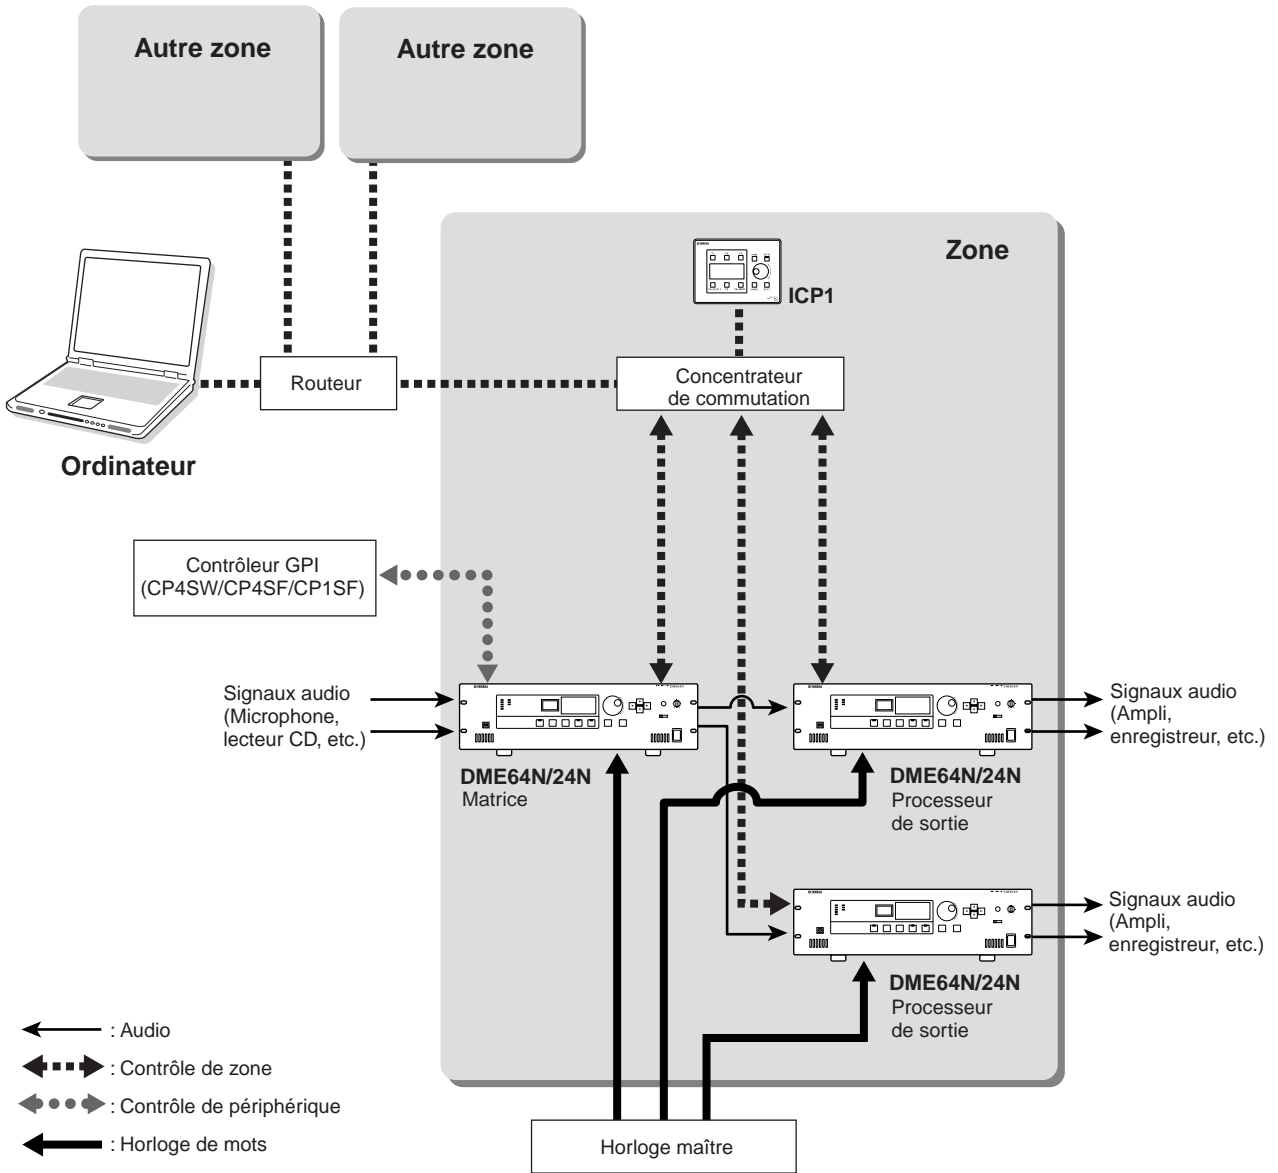 Autre zone
Autre zone
Zone
ICP1
Routeur
Concentrateur
de commutation
Ordinateur
Contrôleur GPI
(CP4SW/CP4SF/CP1SF)
Signaux audio
(Microphone,
lecteur CD, etc.)
DME64N/24N
Matrice
DME64N/24N
Processeur
de sortie
Signaux audio
(Ampli,
enregistreur, etc.)
DME64N/24N
Processeur
de sortie
Signaux audio
(Ampli,
enregistreur, etc.)
: Audio
: Contrôle de zone
: Contrôle de périphérique
: Horloge de mots
Horloge maître